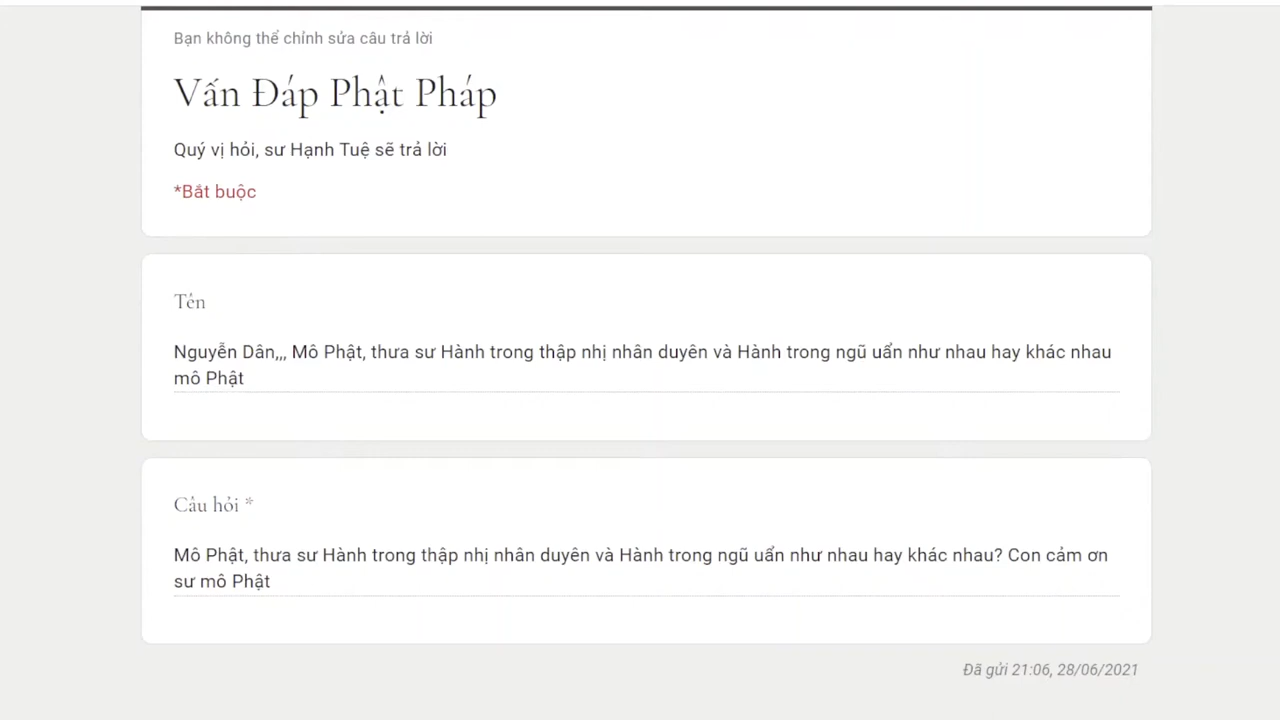 Bạn không thể chỉnh sửa câu trả lời
Vấn Đáp Phật Pháp
Quý vị hỏi, sư Hạnh Tuệ sẽ trả lời
*Bắt buộc
Tên
Nguyễn Dân,,, Mô Phật, thưa sư Hành trong thập nhị nhân duyên và Hành trong ngũ uẩn như nhau hay khác nhau
mô Phật
Câu hỏi *
Mô Phật, thưa sư Hành trong thập nhị nhân duyên và Hành trong ngũ uẩn như nhau hay khác nhau? Con cảm ơn
sư mô Phật
Đã gửi 21:06, 28/06/2021